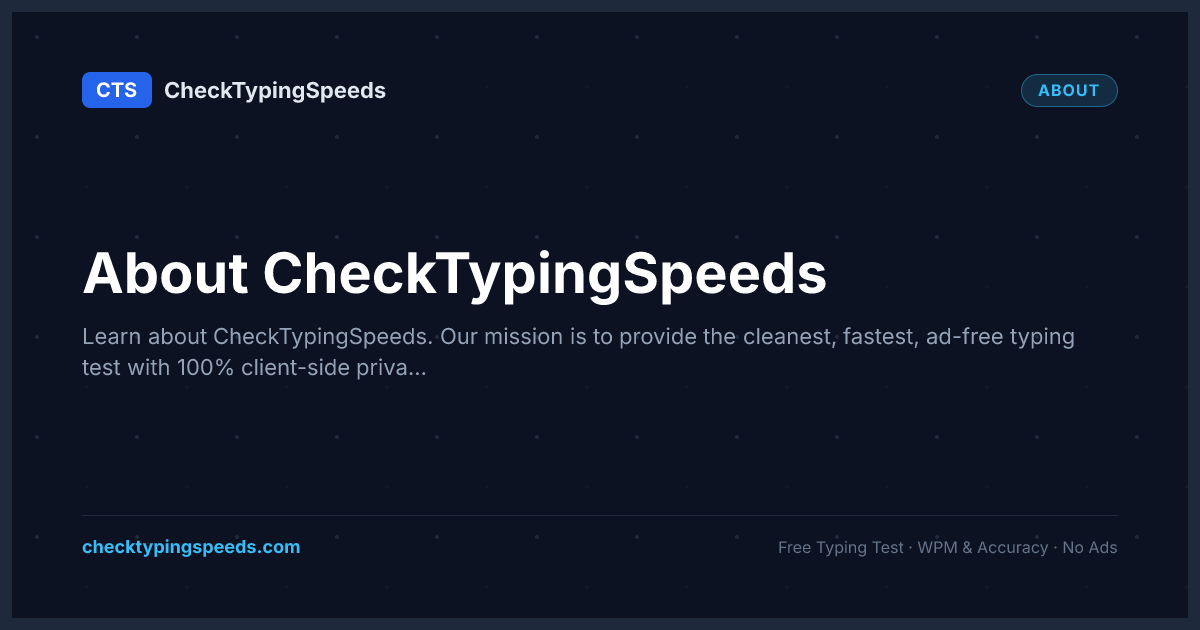 CTS CheckTypingSpeeds
ABOUT
About CheckTypingSpeeds
Learn about CheckTypingSpeeds. Our mission is to provide the cleanest, fastest, ad-free typing
test with 100% client-side priva...
checktypingspeeds.com
Free Typing Test · WPM & Accuracy · No Ads